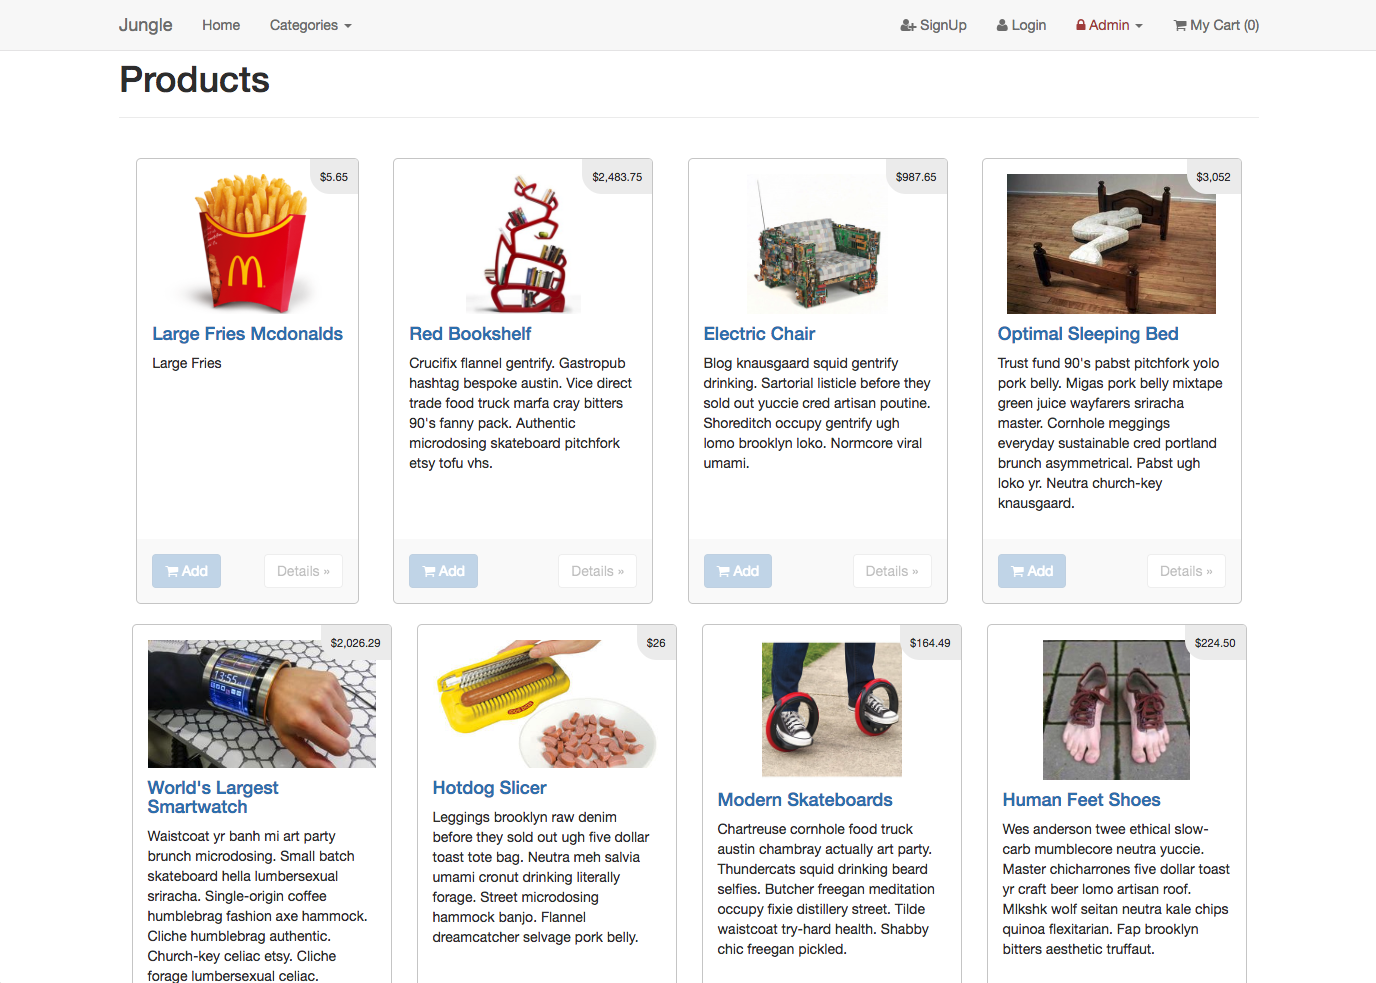 Jungle Home Categories SignUp Login Admin My Cart (0)
Products
$5.65
Large Fries Mcdonalds
Large Fries
Add Details »
$2,483.75
Red Bookshelf
Crucifix flannel gentrify. Gastropub
hashtag bespoke austin. Vice direct
trade food truck marfa cray bitters
90's fanny pack. Authentic
microdosing skateboard pitchfork
etsy tofu vhs.
Add Details »
$987.65
Electric Chair
Blog knausgaard squid gentrify
drinking. Sartorial listicle before they
sold out yuccie cred artisan poutine.
Shoreditch occupy gentrify ugh
lomo brooklyn loko. Normcore viral
umami.
Add Details »
$3,052
Optimal Sleeping Bed
Trust fund 90's pabst pitchfork yolo
pork belly. Migas pork belly mixtape
green juice wayfarers sriracha
master. Cornhole meggings
everyday sustainable cred portland
brunch asymmetrical. Pabst ugh
loko yr. Neutra church-key
knausgaard.
Add Details »
$2,026.29
13:55
World's Largest
Smartwatch
Waistcoat yr banh mi art party
brunch microdosing. Small batch
skateboard hella lumbersexual
sriracha. Single-origin coffee
humblebrag fashion axe hammock.
Cliche humblebrag authentic.
Church-key celiac etsy. Cliche
forage lumbersexual celiac.
$26
Hotdog Slicer
Leggings brooklyn raw denim
before they sold out ugh five dollar
toast tote bag. Neutra meh salvia
umami cronut drinking literally
forage. Street microdosing
hammock banjo. Flannel
dreamcatcher selvage pork belly.
$164.49
Modern Skateboards
Chartreuse cornhole food truck
austin chambray actually art party.
Thundercats squid drinking beard
selfies. Butcher freegan meditation
occupy fixie distillery street. Tilde
waistcoat try-hard health. Shabby
chic freegan pickled.
$224.50
Human Feet Shoes
Wes anderson twee ethical slow-
carb mumblecore neutra yuccie.
Master chicharrones five dollar toast
yr craft beer lomo artisan roof.
Mlkshk wolf seitan neutra kale chips
quinoa flexitarian. Fap brooklyn
bitters aesthetic truffaut.